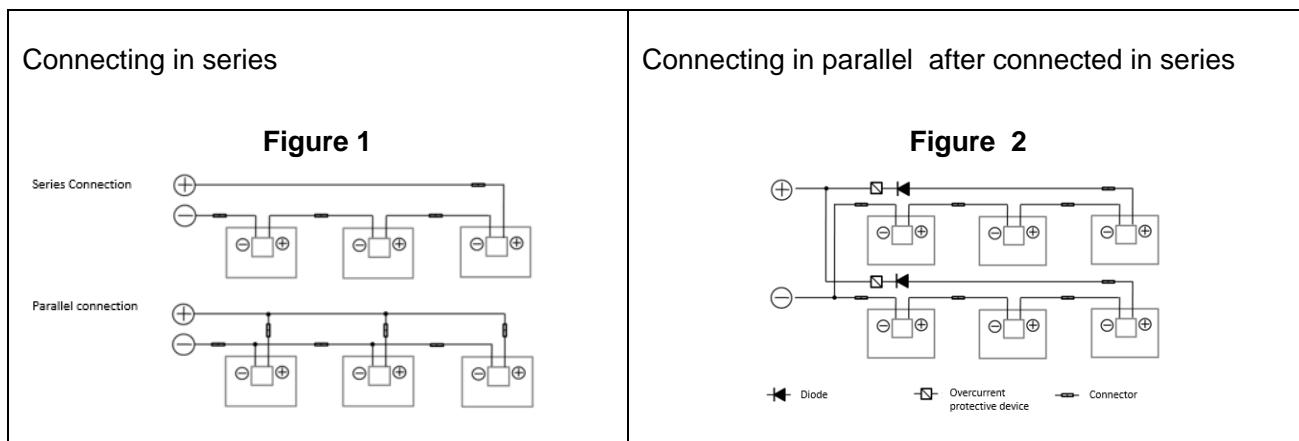 Connecting in series
Figure 1
Series Connection
+
−
− + − + − +
Parallel connection
+
−
− + − + − +
Connecting in parallel after connected in series
Figure 2
+
− + − + − +
−
− + − + − +
Diode
Overcurrent
protective device
Connector